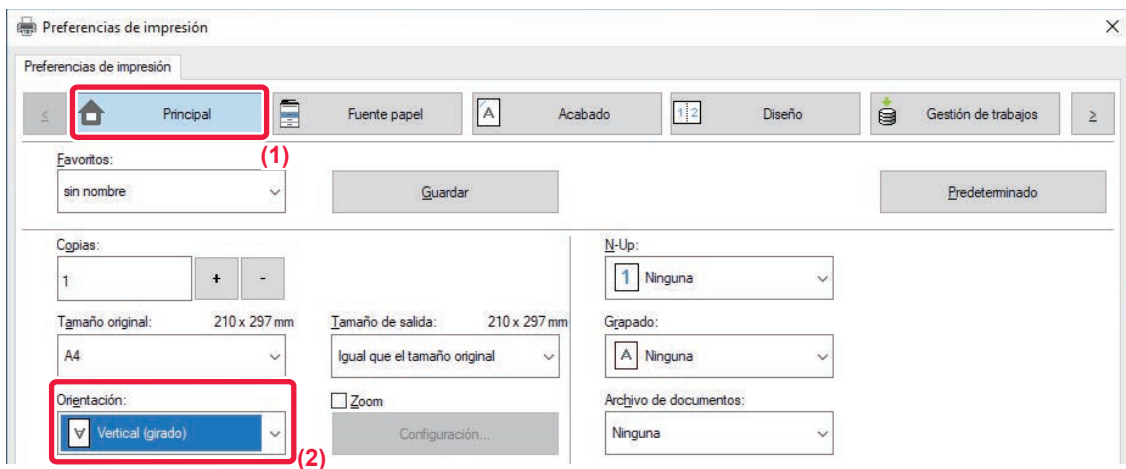 Preferencias de impresión
Preferencias de impresión
≤ Principal Fuente papel A Acabado 1 2 Diseño Gestión de trabajos ≥
(1)
Favoritos:
sin nombre Guardar Predeterminado
Copias: N-Up:
1 + - 1 Ninguna
Tamaño original: 210 x 297 mm Tamaño de salida: 210 x 297 mm Grapado:
A4 Igual que el tamaño original A Ninguna
Orientación: Zoom Archivo de documentos:
A Vertical (girado) Configuración... Ninguna
(2)